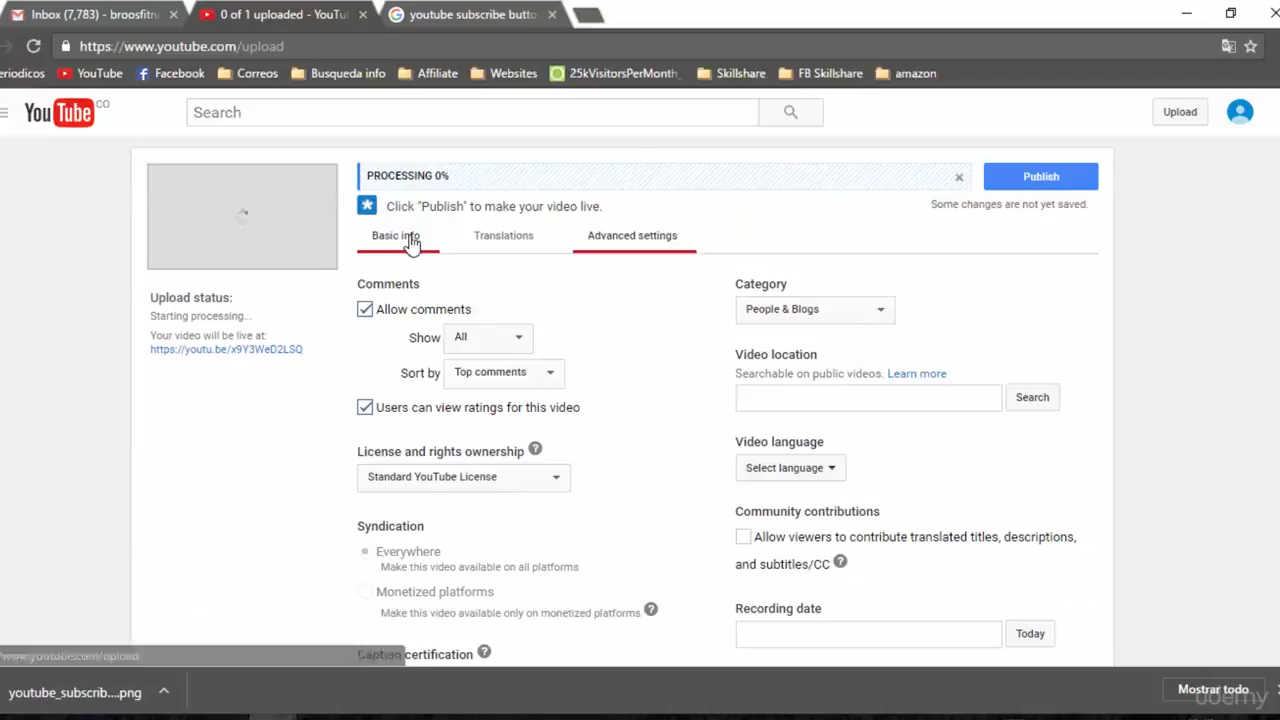 Inbox (7,783) - broosfitn
0 of 1 uploaded - YouTu
youtube subscribe butto
https://www.youtube.com/upload
eriodicos
YouTube
Facebook
Correos
Busqueda info
Affiliate
Websites
25kVisitorsPerMonth
Skillshare
FB Skillshare
amazon
YouTube CO
Search
Upload
PROCESSING 0%
Publish
Click "Publish" to make your video live.
Some changes are not yet saved.
Basic info
Translations
Advanced settings
Upload status:
Starting processing...
Your video will be live at:
https://youtu.be/x9Y3WeD2LSQ
Comments
Allow comments
Show All
Sort by Top comments
Users can view ratings for this video
License and rights ownership ?
Standard YouTube License
Syndication
Everywhere
Make this video available on all platforms
Monetized platforms
Make this video available only on monetized platforms ?
Caption certification ?
Category
People & Blogs
Video location
Searchable on public videos. Learn more
Search
Video language
Select language
Community contributions
Allow viewers to contribute translated titles, descriptions,
and subtitles/CC ?
Recording date
Today
www.youtube.com/upload
youtube_subscrib....png
Mostrar todo
udemy